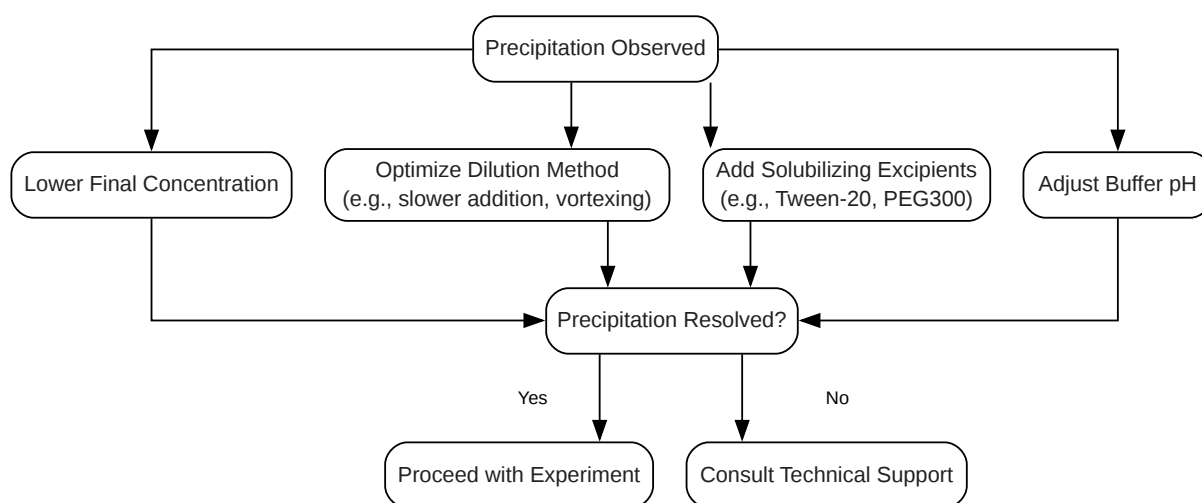 Precipitation Observed
Lower Final Concentration
Optimize Dilution Method
(e.g., slower addition, vortexing)
Add Solubilizing Excipients
(e.g., Tween-20, PEG300)
Adjust Buffer pH
Precipitation Resolved?
Yes
No
Proceed with Experiment
Consult Technical Support